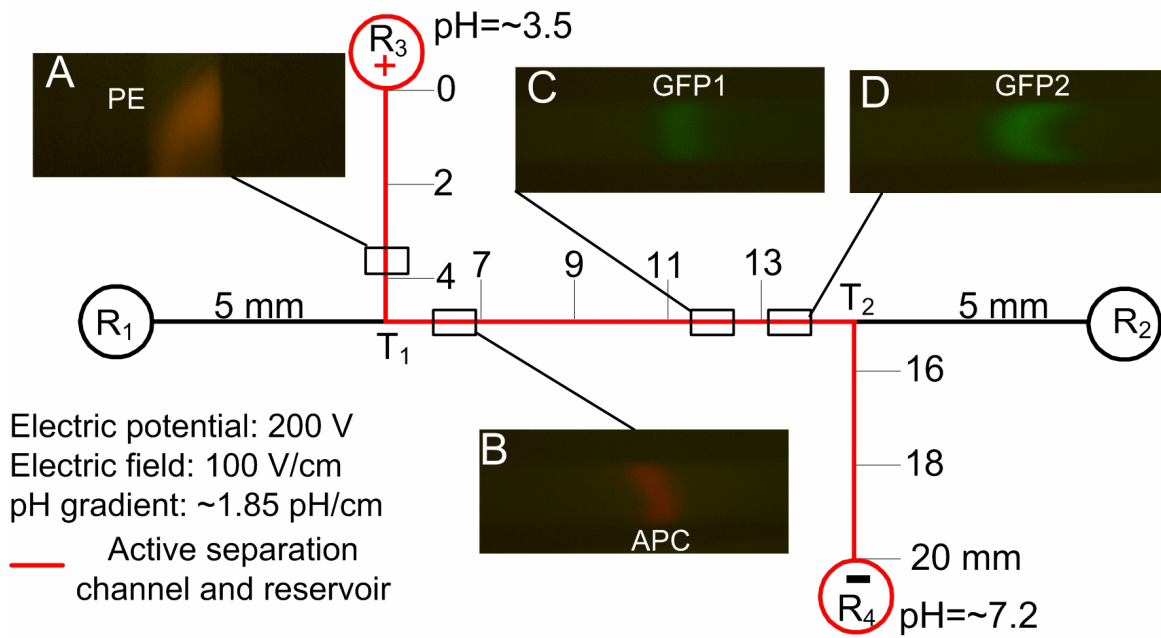 R3
+
pH=~3.5
A
PE
C
GFP1
D
GFP2
0
2
4
7
9
11
13
R1
5 mm
T1
T2
5 mm
R2
16
18
20 mm
B
APC
Electric potential: 200 V
Electric field: 100 V/cm
pH gradient: ~1.85 pH/cm
Active separation
channel and reservoir
-
R4
pH=~7.2